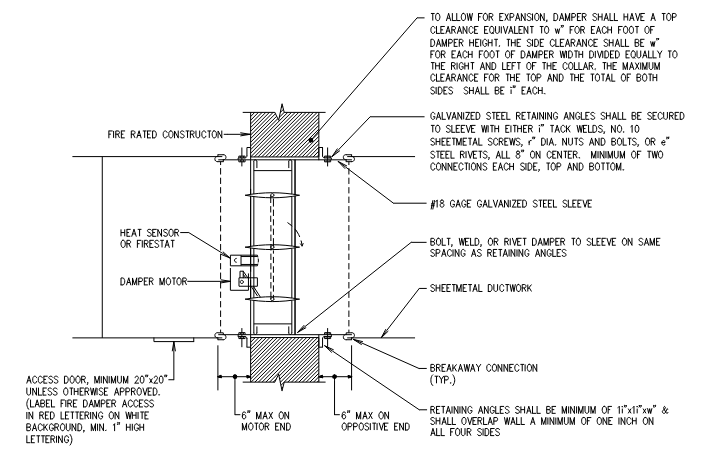 TO ALLOW FOR EXPANSION, DAMPER SHALL HAVE A TOP
CLEARANCE EQUIVALENT TO w" FOR EACH FOOT OF
DAMPER HEIGHT. THE SIDE CLEARANCE SHALL BE w"
FOR EACH FOOT OF DAMPER WIDTH DIVIDED EQUALLY TO
THE RIGHT AND LEFT OF THE COLLAR. THE MAXIMUM
CLEARANCE FOR THE TOP AND THE TOTAL OF BOTH
SIDES SHALL BE i" EACH.
GALVANIZED STEEL RETAINING ANGLES SHALL BE SECURED
TO SLEEVE WITH EITHER i" TACK WELDS, NO. 10
SHEETMETAL SCREWS, r" DIA. NUTS AND BOLTS, OR e"
STEEL RIVETS, ALL 8" ON CENTER. MINIMUM OF TWO
CONNECTIONS EACH SIDE, TOP AND BOTTOM.
FIRE RATED CONSTRUCTON
#18 GAGE GALVANIZED STEEL SLEEVE
HEAT SENSOR
OR FIRESTAT
BOLT, WELD, OR RIVET DAMPER TO SLEEVE ON SAME
SPACING AS RETAINING ANGLES
DAMPER MOTOR
SHEETMETAL DUCTWORK
BREAKAWAY CONNECTION
(TYP.)
ACCESS DOOR, MINIMUM 20"x20"
UNLESS OTHERWISE APPROVED.
(LABEL FIRE DAMPER ACCESS
IN RED LETTERING ON WHITE
BACKGROUND, MIN. 1" HIGH
LETTERING)
6" MAX ON
MOTOR END
6" MAX ON
OPPOSITIVE END
RETAINING ANGLES SHALL BE MINIMUM OF 1i"x1i"xw" &
SHALL OVERLAP WALL A MINIMUM OF ONE INCH ON
ALL FOUR SIDES